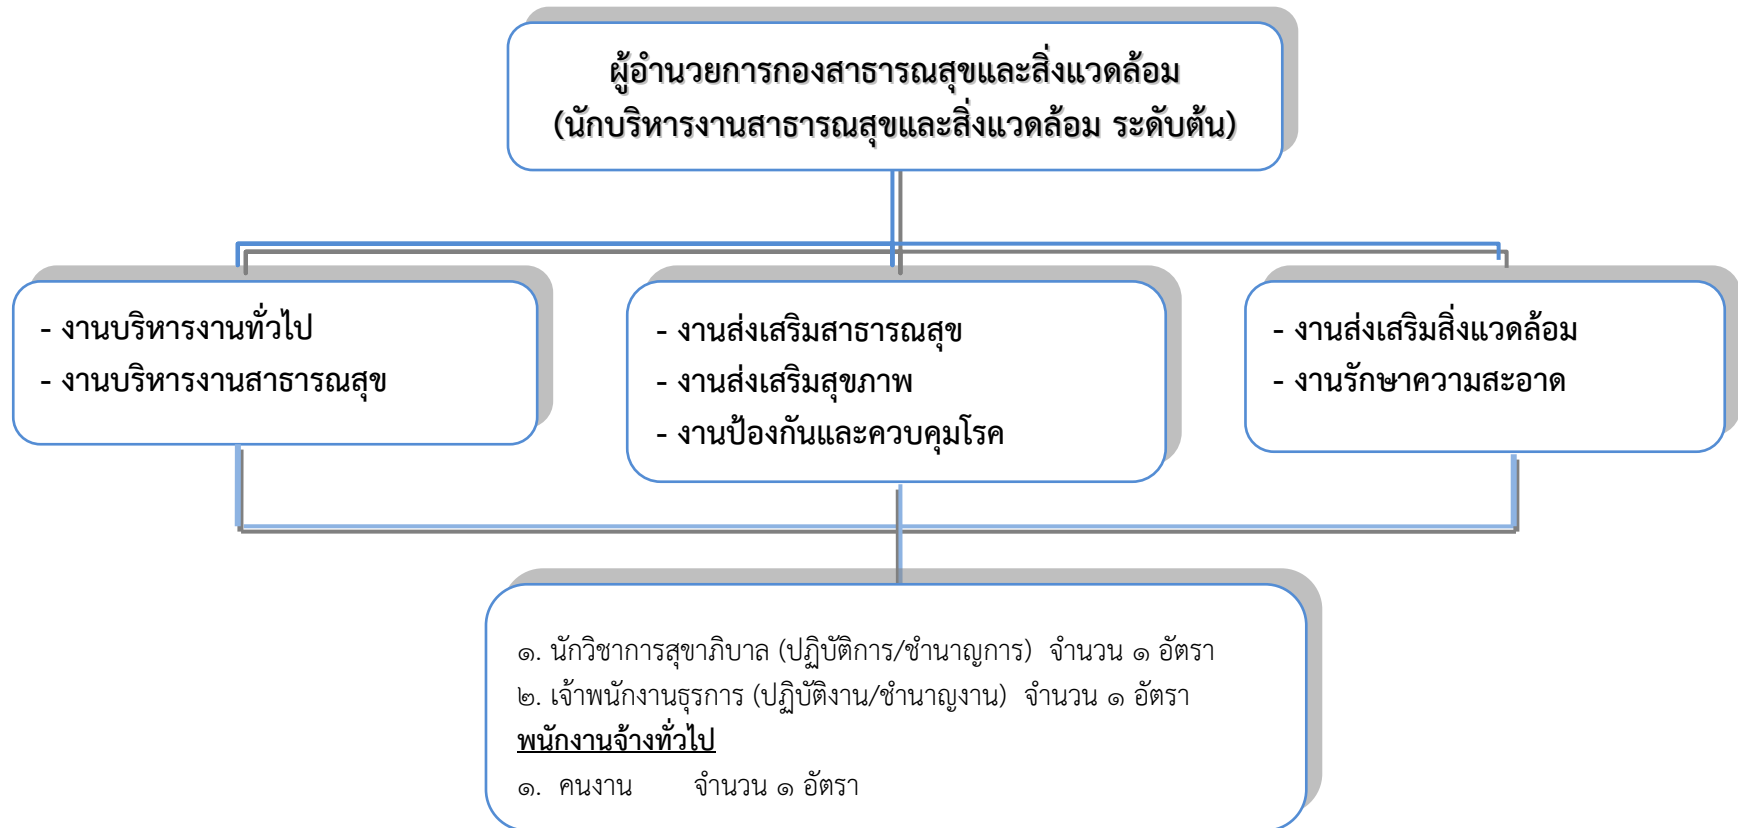 ผู้อำนวยการกองสาธารณสุขและสิ่งแวดล้อม
(นักบริหารงานสาธารณสุขและสิ่งแวดล้อม ระดับต้น)
- งานบริหารงานทั่วไป
- งานบริหารงานสาธารณสุข
- งานส่งเสริมสาธารณสุข
- งานส่งเสริมสุขภาพ
- งานป้องกันและควบคุมโรค
- งานส่งเสริมสิ่งแวดล้อม
- งานรักษาความสะอาด
๑. นักวิชาการสุขาภิบาล (ปฏิบัติการ/ชำนาญการ) จำนวน ๑ อัตรา
๒. เจ้าพนักงานธุรการ (ปฏิบัติงาน/ชำนาญงาน) จำนวน ๑ อัตรา
พนักงานจ้างทั่วไป
๑. คนงาน จำนวน ๑ อัตรา